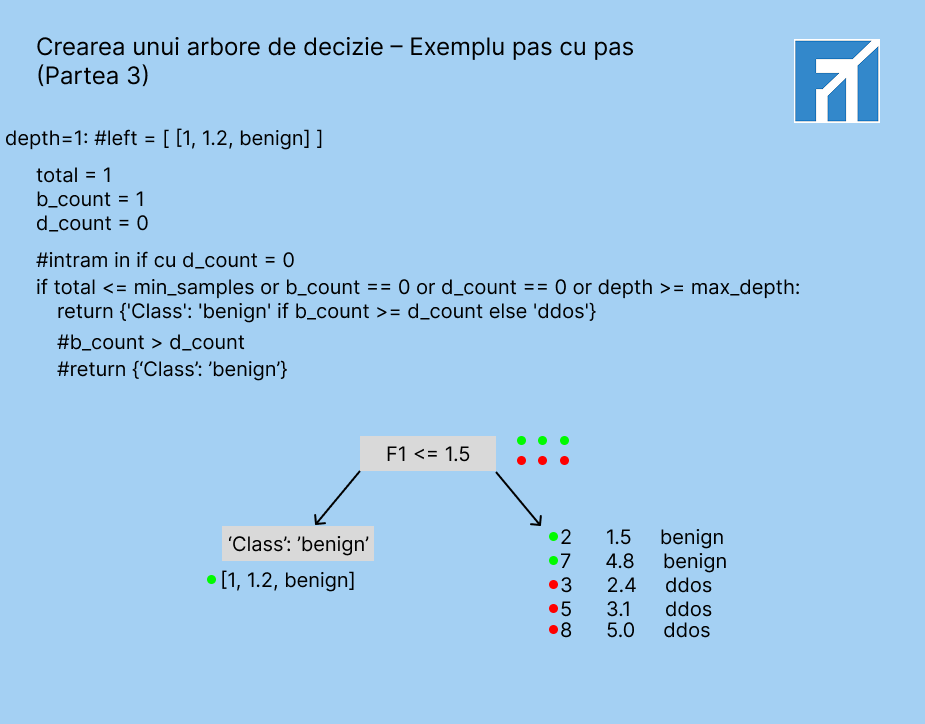 Crearea unui arbore de decizie – Exemplu pas cu pas
(Partea 3)
depth=1: #left = [ [1, 1.2, benign] ]
total = 1
b_count = 1
d_count = 0
#intram in if cu d_count = 0
if total <= min_samples or b_count == 0 or d_count == 0 or depth >= max_depth:
return {'Class': 'benign' if b_count >= d_count else 'ddos'}
#b_count > d_count
#return {‘Class’: ’benign’}
F1 <= 1.5
‘Class’: ’benign’
[1, 1.2, benign]
2 1.5 benign
7 4.8 benign
3 2.4 ddos
5 3.1 ddos
8 5.0 ddos